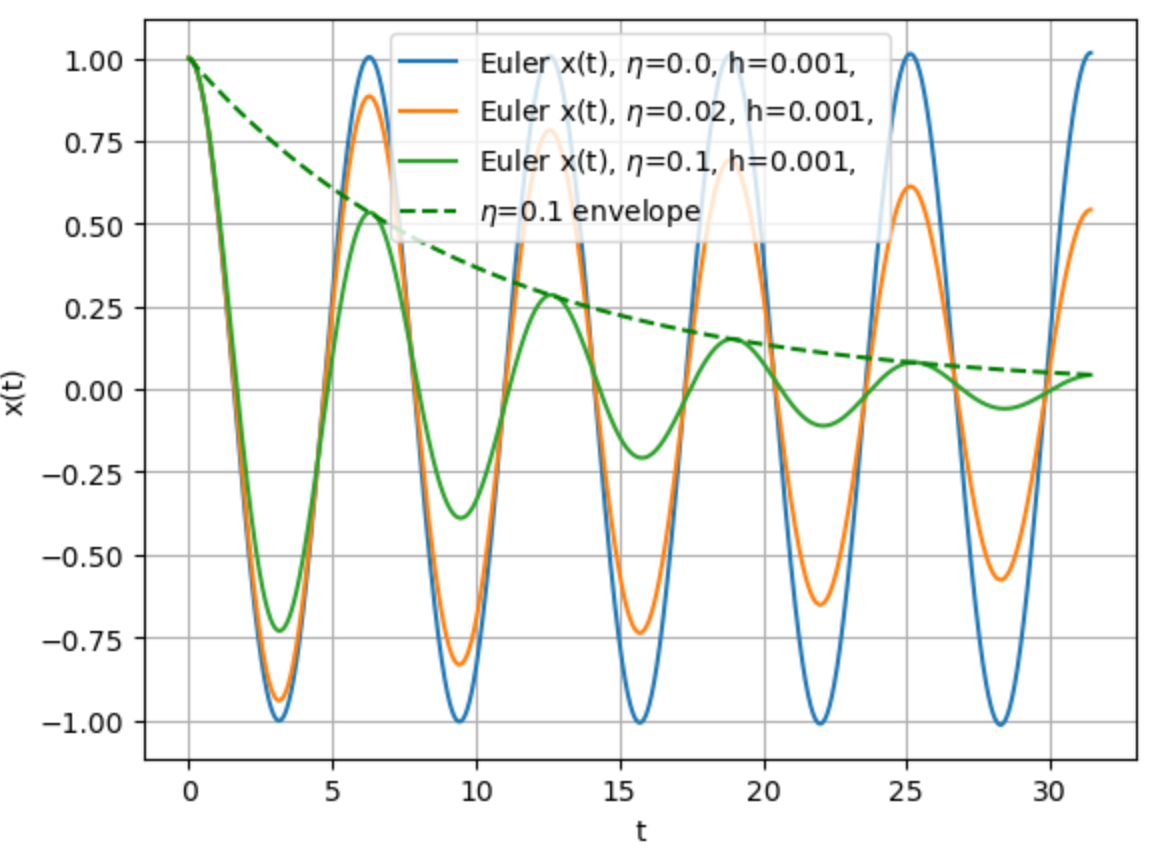 Euler x(t), η=0.0, h=0.001,
Euler x(t), η=0.02, h=0.001,
Euler x(t), η=0.1, h=0.001,
η=0.1 envelope
1.00
0.75
0.50
0.25
0.00
−0.25
−0.50
−0.75
−1.00
x(t)
0 5 10 15 20 25 30
t